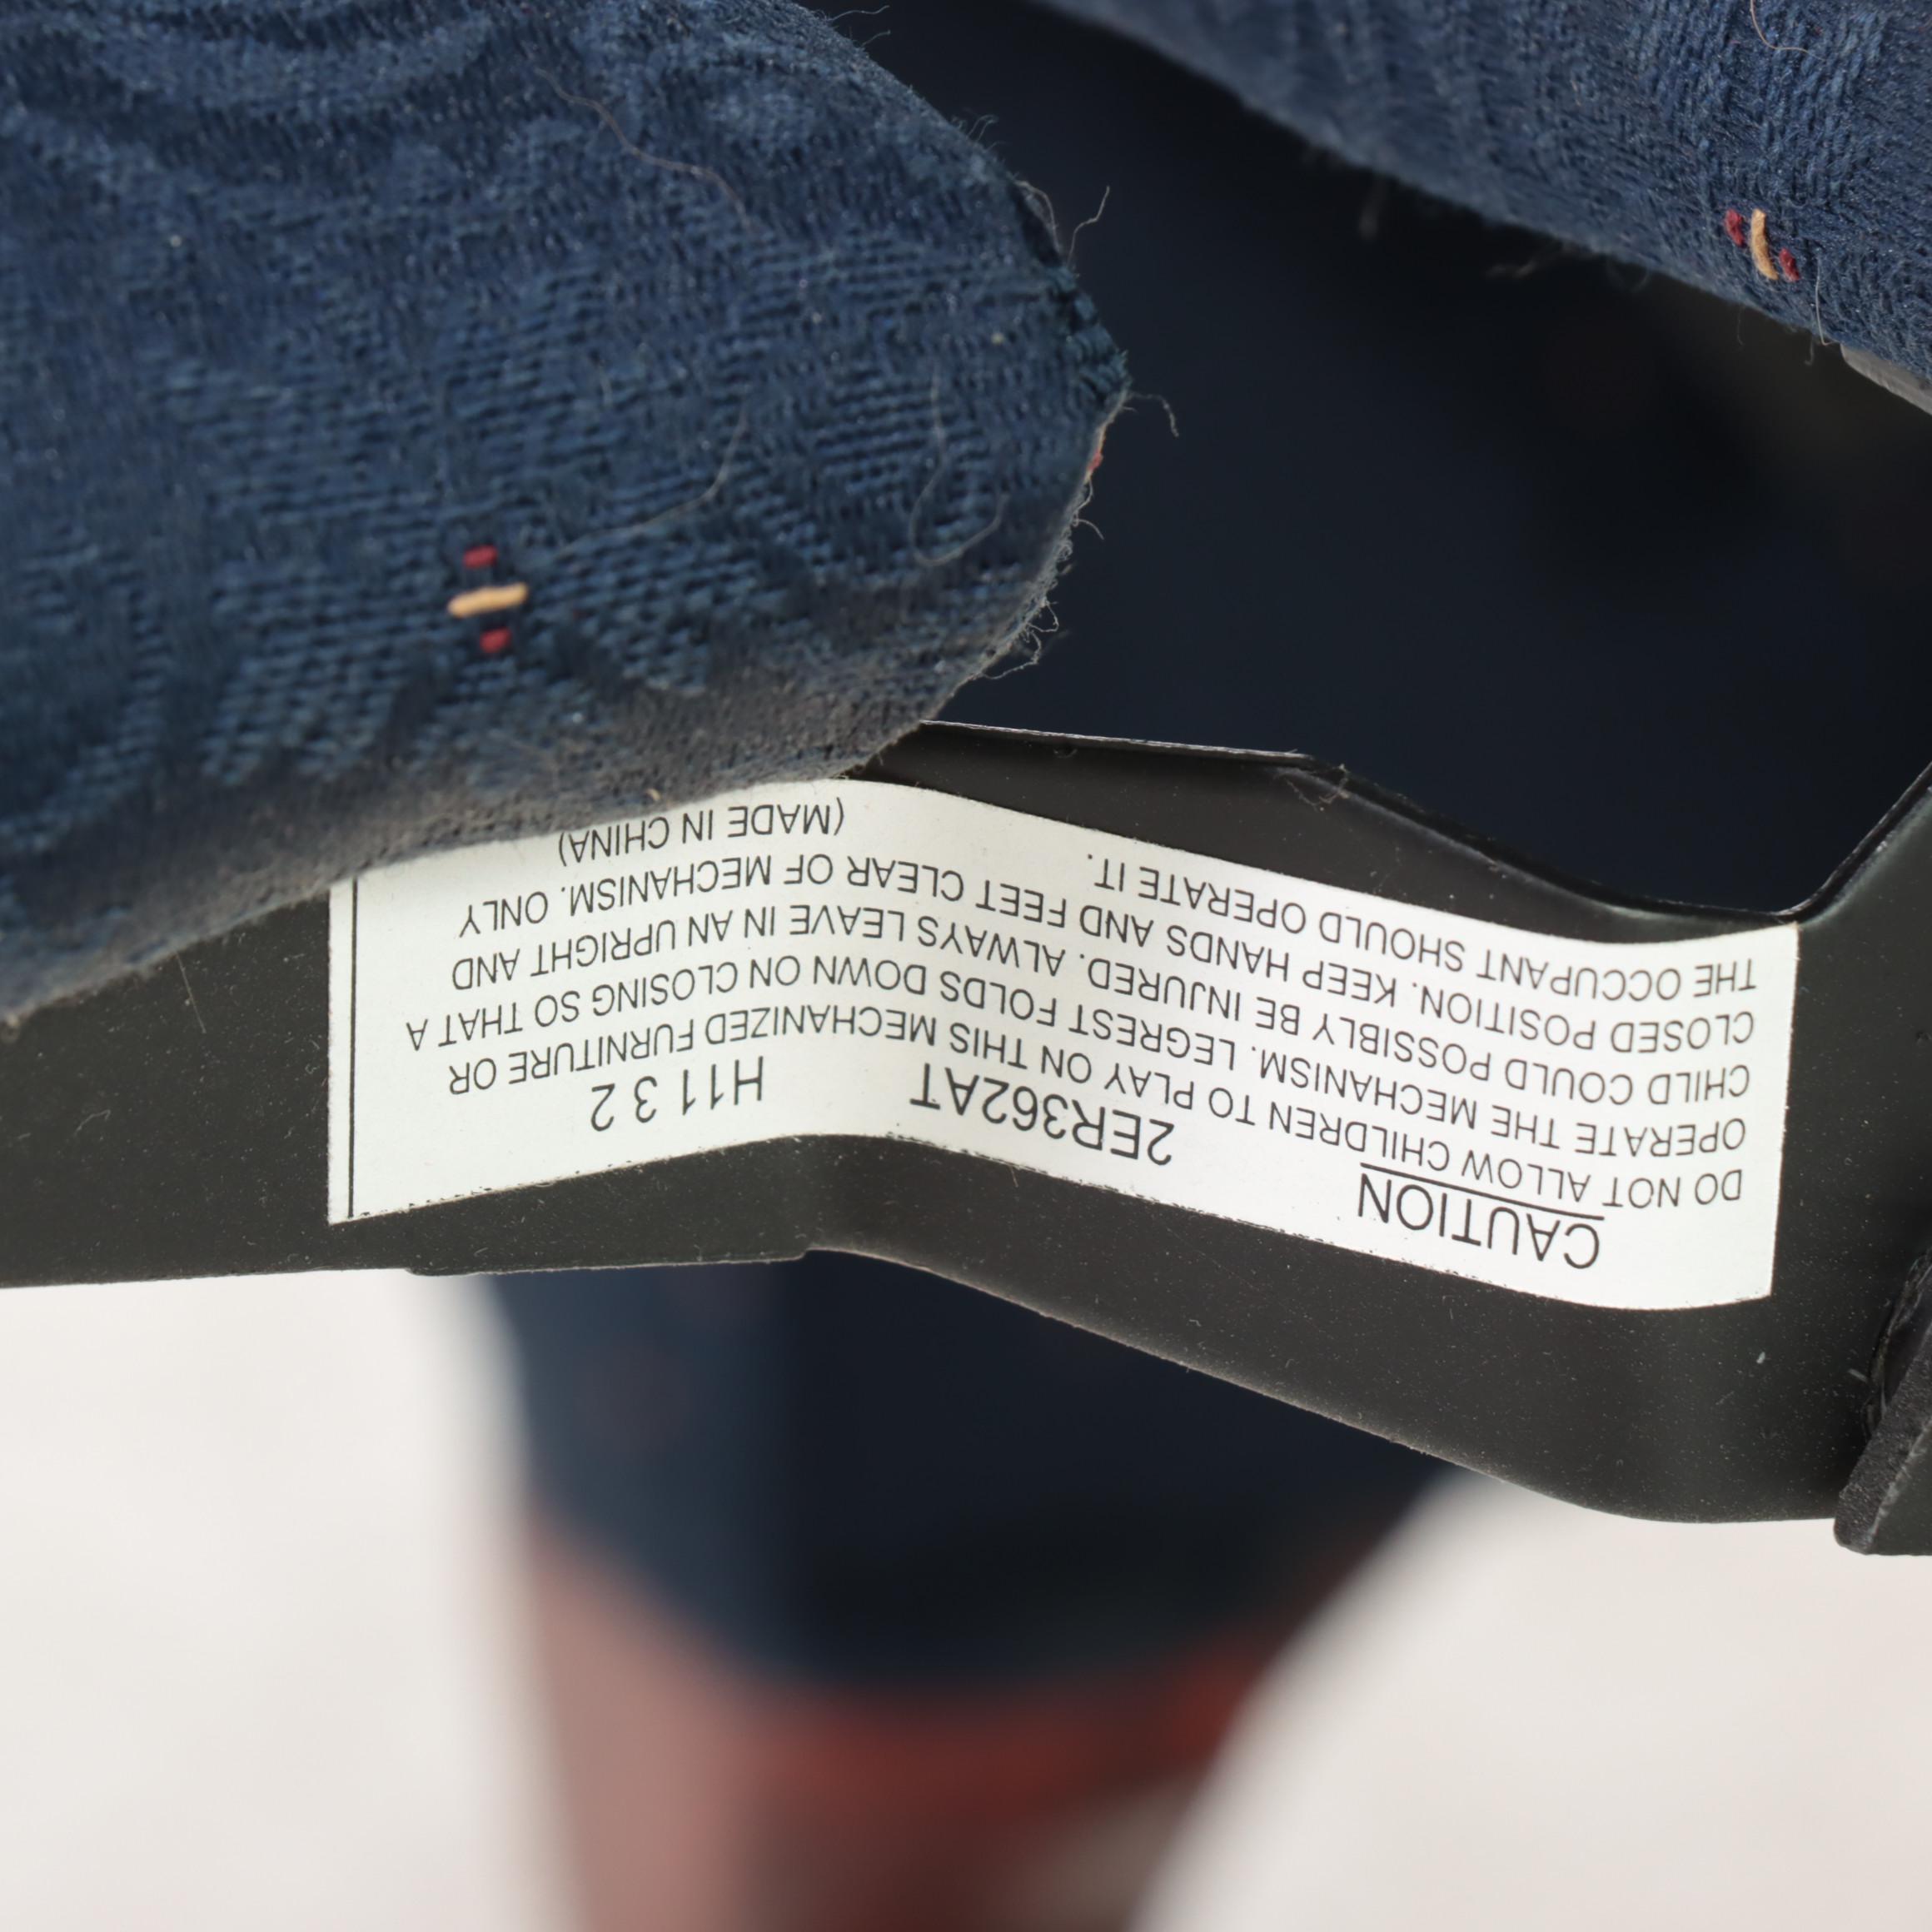 CAUTION 2ER362AT H113 2
DO NOT ALLOW CHILDREN TO PLAY ON THIS MECHANIZED FURNITURE OR
OPERATE THE MECHANISM. LEGREST FOLDS DOWN ON CLOSING SO THAT A
CHILD COULD POSSIBLY BE INJURED. ALWAYS LEAVE IN AN UPRIGHT AND
CLOSED POSITION. KEEP HANDS AND FEET CLEAR OF MECHANISM. ONLY
THE OCCUPANT SHOULD OPERATE IT. (MADE IN CHINA)